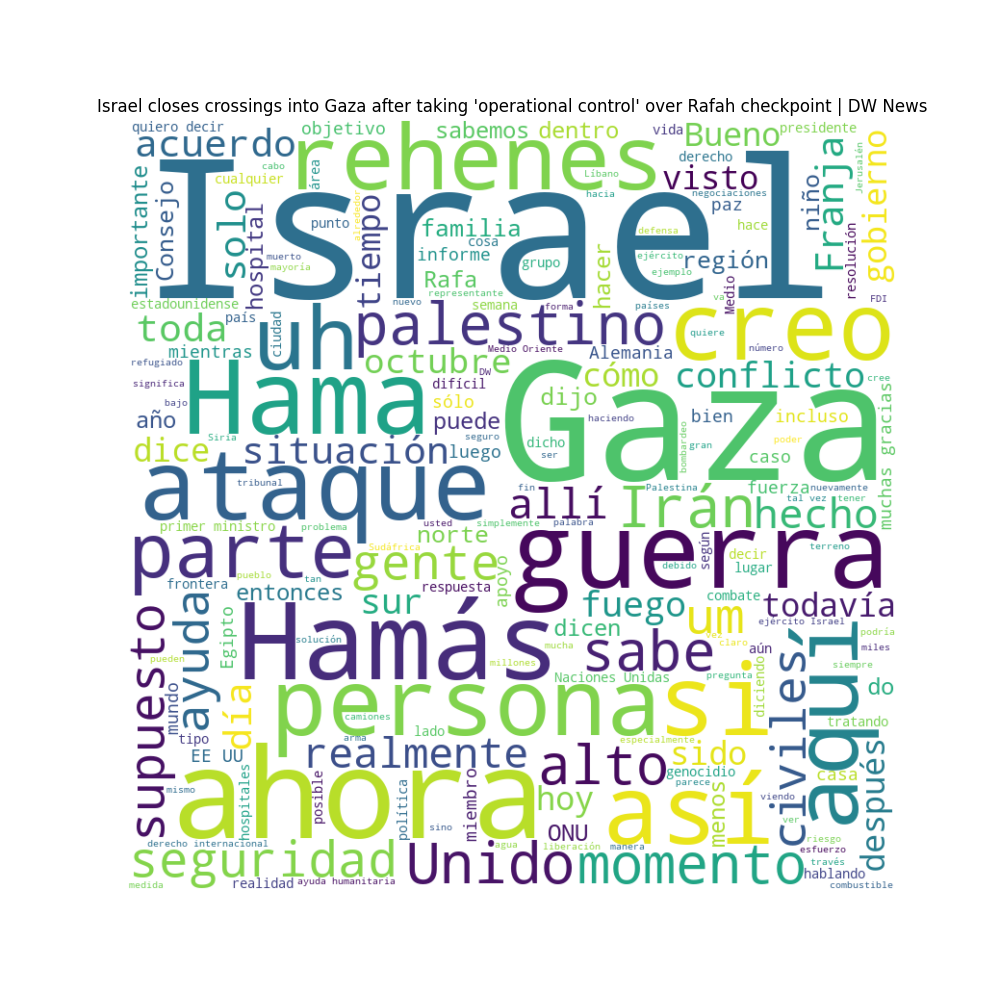 Israel closes crossings into Gaza after taking 'operational control' over Rafah checkpoint | DW News
quiero decir
objetivo
sabemos
dentro
vida
Bueno
presidente
acuerdo
rehenes
derecho
visto
Franja
gobierno
Jerusalén
cabo
cualquier
área
Líbano
hacia
negociaciones
paz
niño
importante
Consejo
solo
hospital
Israel
punto
alrededor
tiempo
familia
cosa
defensa
hace
resolución
muerto
mayoría
informe
grupo
hacer
ejército
ejemplo
región
Rafa
representante
va
Medio
FDI
estadounidense
país
ciudad
nuevo
semana
forma
países
toda
uh
palestino
quiere
número
creo
mientras
octubre
Medio Oriente
Alemania
refugiado
DW
significa
Hama
difícil
cómo
conflicto
cree
bajo
sólo
dijo
Gaza
año
puede
haciendo
bien
incluso
Siria
seguro
dicho
bombardeo
gran
poder
dice
situación
luego
ser
caso
muchas gracias
ataque
tribunal
fin
Palestina
fuerza
tal vez
tener
nuevamente
allí
Irán
hecho
primer ministro
problema
usted
simplemente
palabra
norte
parte
gente
Sudáfrica
guerra
según
decir
terreno
pueblo
tan
debido
lugar
frontera
entonces
respuesta
apoyo
combate
supuesto
ayuda
sur
fuego
um
todavía
Egipto
Hamás
dicen
ejército Israel
solución
mucha
sabe
vez
claro
aún
podría
miles
pueden
millones
pregunta
siempre
Naciones Unidas
mundo
día
persona
si
diciendo
civiles
aquí
do
camiones
lado
tratando
tipo
arma
especialmente
EE UU
realmente
alto
sido
después
mismo
hospitales
ahora
posible
política
miembro
genocidio
parece
casa
viendo
hoy
así
menos
sino
ONU
ver
derecho internacional
agua
liberación
manera
riesgo
esfuerzo
seguridad
Unido
momento
través
hablando
medida
realidad
ayuda humanitaria
combustible